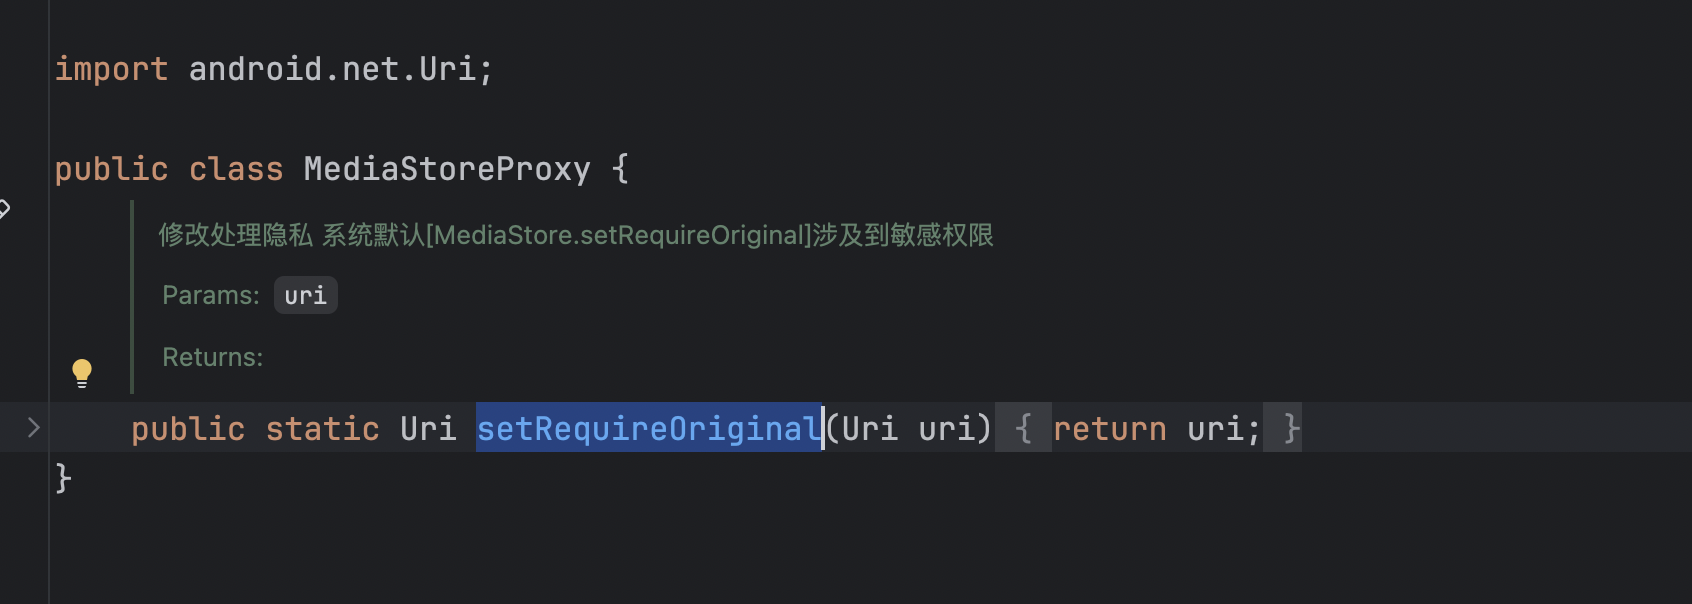 import android.net.Uri;
public class MediaStoreProxy {
修改处理隐私 系统默认[MediaStore.setRequireOriginal]涉及到敏感权限
Params: uri
Returns:
public static Uri setRequireOriginal(Uri uri) { return uri; }
}